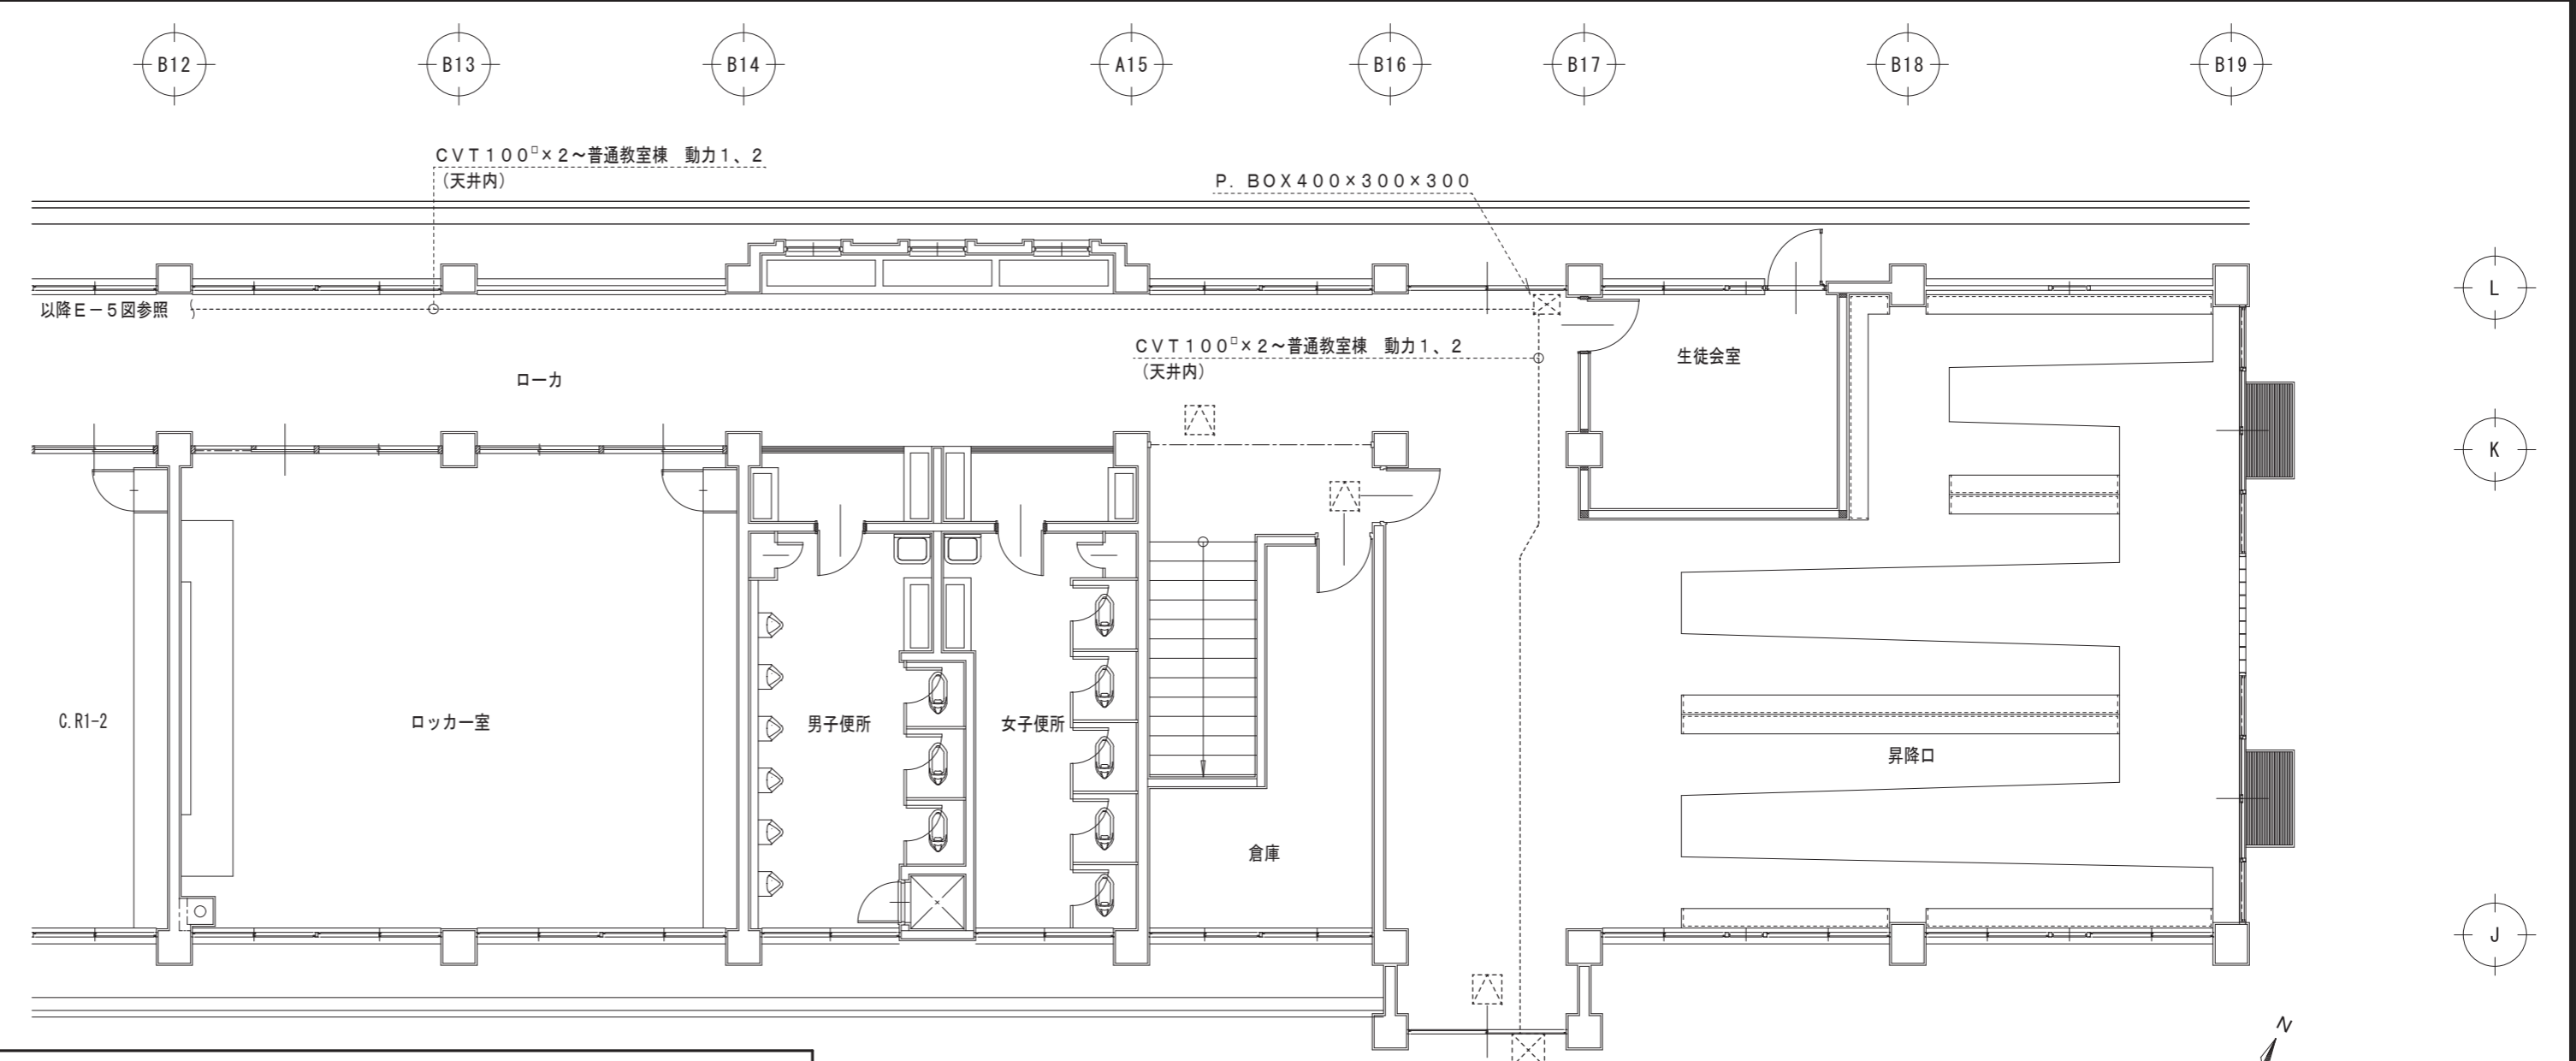 B12
B13
B14
A15
B16
B17
B18
B19
CVT100□×2～普通教室棟　動力1、2
(天井内)
P. BOX400×300×300
L
以降E－5図参照
CVT100□×2～普通教室棟　動力1、2
(天井内)
生徒会室
ローカ
K
C.R1-2
ロッカー室
男子便所
女子便所
昇降口
倉庫
J
N